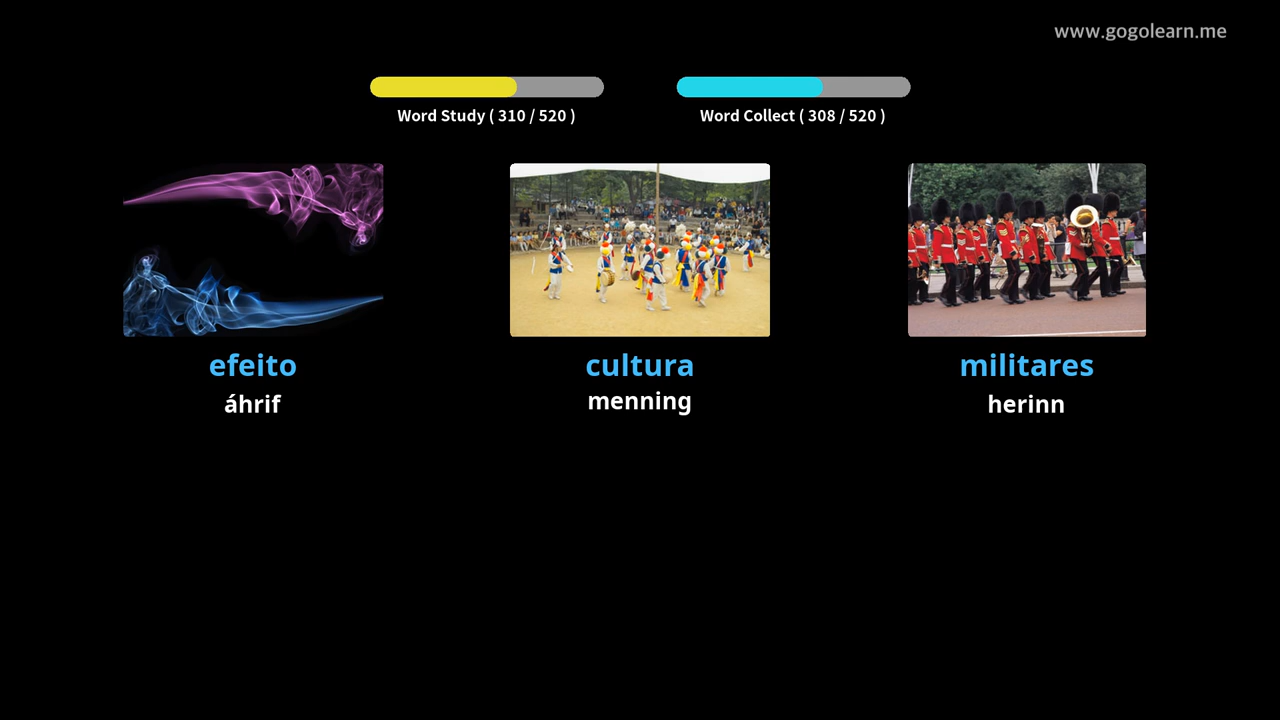 www.gogolearn.me
Word Study ( 310 / 520 )
Word Collect ( 308 / 520 )
efeito
áhrif
cultura
menning
militares
herinn